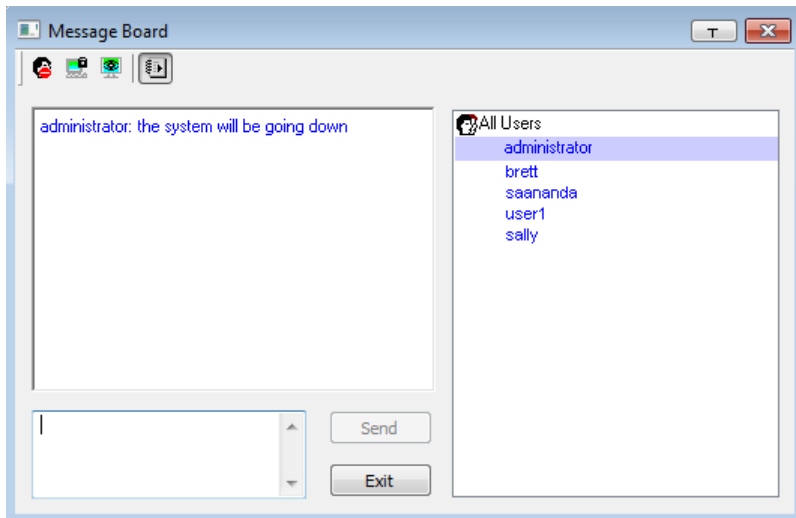 Message Board
T
administrator: the system will be going down
All Users
administrator
brett
saananda
user1
sally
Send
Exit